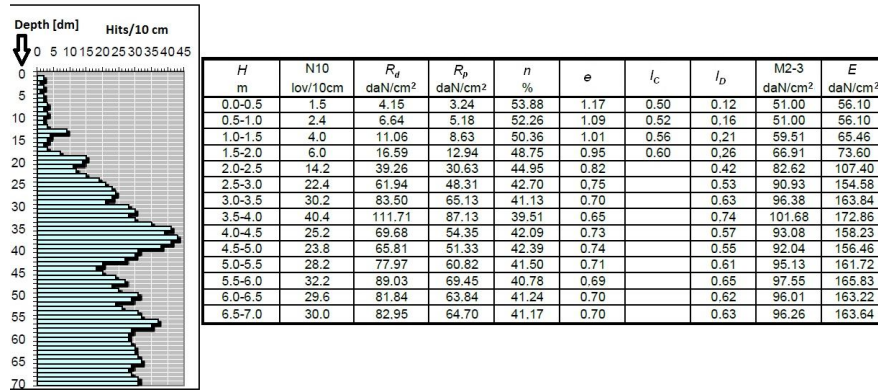 Depth [dm]
Hits/10 cm
0 5 10 15 20 25 30 35 40 45
0
5
10
15
20
25
30
35
40
45
50
55
60
65
70
H N10 Rd Rp n e IC ID M2-3 E
m lov/10cm daN/cm² daN/cm² % daN/cm² daN/cm²
0.0-0.5 1.5 4.15 3.24 53.88 1.17 0.50 0.12 51.00 56.10
0.5-1.0 2.4 6.64 5.18 52.26 1.09 0.52 0.16 51.00 56.10
1.0-1.5 4.0 11.06 8.63 50.36 1.01 0.56 0,21 59.51 65.46
1.5-2.0 6.0 16.59 12.94 48.75 0.95 0.60 0,26 66.91 73.60
2.0-2.5 14.2 39.26 30.63 44.95 0.82 0.42 82.62 107.40
2.5-3.0 22.4 61.94 48.31 42.70 0.75 0.53 90.93 154.58
3.0-3.5 30.2 83.50 65.13 41.13 0.70 0.63 96.38 163.84
3.5-4.0 40.4 111.71 87.13 39.51 0.65 0.74 101.68 172.86
4.0-4.5 25.2 69.68 54.35 42.09 0.73 0.57 93.08 158.23
4.5-5.0 23.8 65.81 51.33 42.39 0.74 0.55 92.04 156.46
5.0-5.5 28.2 77.97 60.82 41.50 0.71 0.61 95.13 161.72
5.5-6.0 32.2 89.03 69.45 40.78 0.69 0.65 97.55 165.83
6.0-6.5 29.6 81.84 63.84 41.24 0.70 0.62 96.01 163.22
6.5-7.0 30.0 82.95 64.70 41.17 0.70 0.63 96.26 163.64